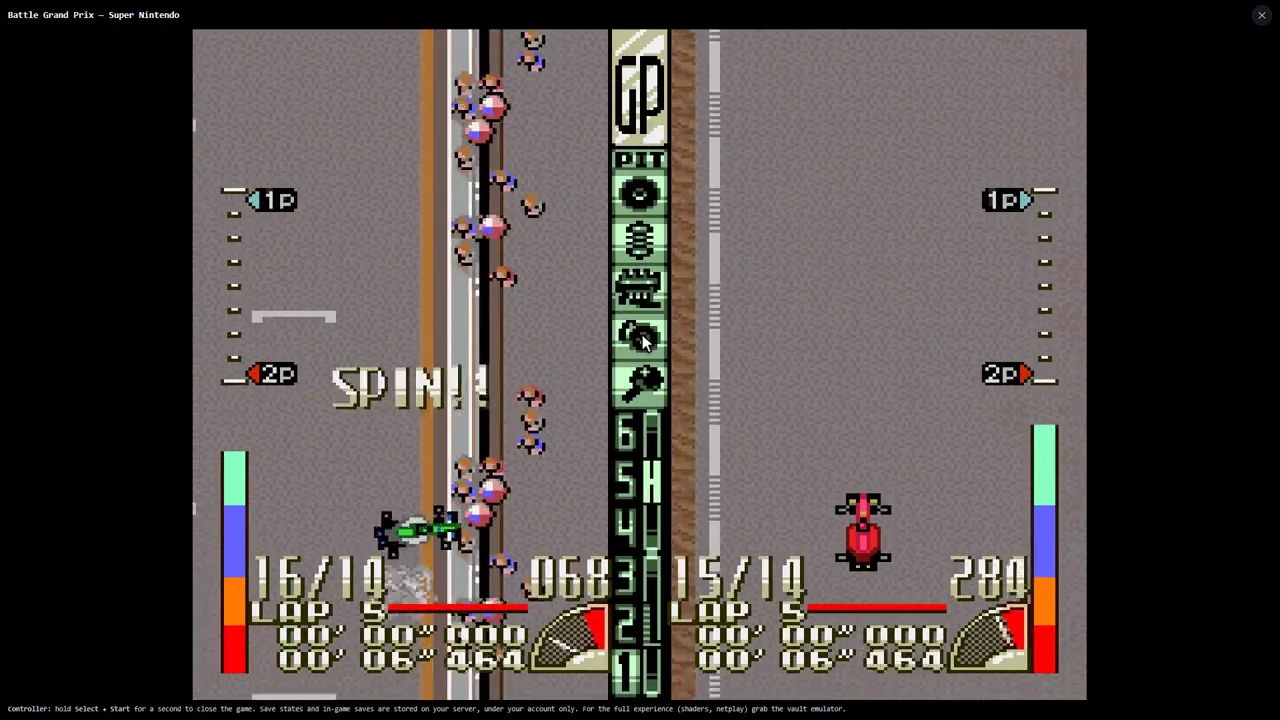 Battle Grand Prix — Super Nintendo
GP
PIT
1P
1P
2P
2P
SPIN!!
6
5 H
4
3
2
1
16/14 068
LAP 5
00' 00" 000
00' 06" 464
15/14 284
LAP 5
00' 00" 000
00' 06" 464
Controller: hold Select + Start for a second to close the game. Save states and in-game saves are stored on your server, under your account only. For the full experience (shaders, netplay) grab the vault emulator.